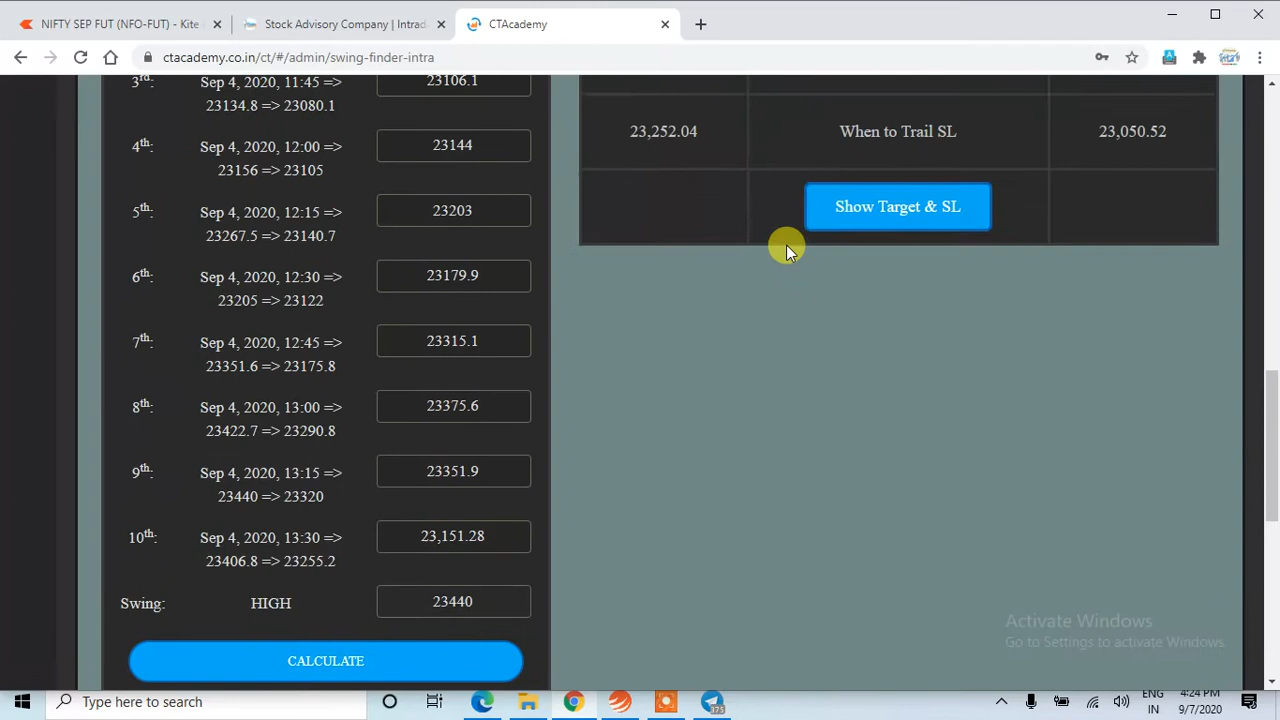 NIFTY SEP FUT (NFO-FUT) - Kite
Stock Advisory Company | Intrad
CTAcademy
ctacademy.co.in/ct/#/admin/swing-finder-intra
3rd: Sep 4, 2020, 11:45 => 23106.1
23134.8 => 23080.1
4th: Sep 4, 2020, 12:00 => 23144
23156 => 23105
5th: Sep 4, 2020, 12:15 => 23203
23267.5 => 23140.7
6th: Sep 4, 2020, 12:30 => 23179.9
23205 => 23122
7th: Sep 4, 2020, 12:45 => 23315.1
23351.6 => 23175.8
8th: Sep 4, 2020, 13:00 => 23375.6
23422.7 => 23290.8
9th: Sep 4, 2020, 13:15 => 23351.9
23440 => 23320
10th: Sep 4, 2020, 13:30 => 23,151.28
23406.8 => 23255.2
Swing: HIGH 23440
CALCULATE
23,252.04 When to Trail SL 23,050.52
Show Target & SL
Activate Windows
Go to Settings to activate Windows.
Type here to search
375
ENG
IN
4:24 PM
9/7/2020